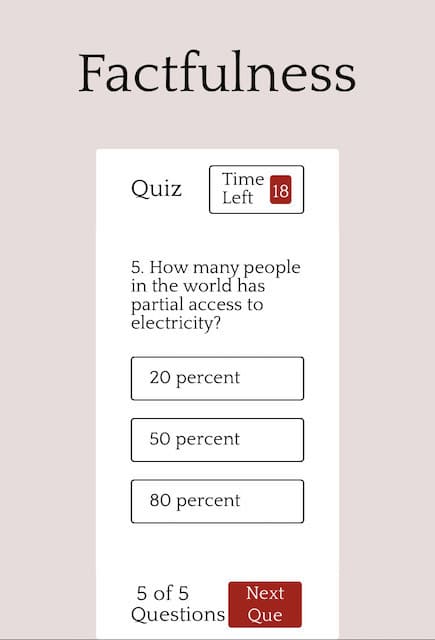 Factfulness
Quiz
Time
Left
18
5. How many people
in the world has
partial access to
electricity?
20 percent
50 percent
80 percent
5 of 5
Questions
Next
Que